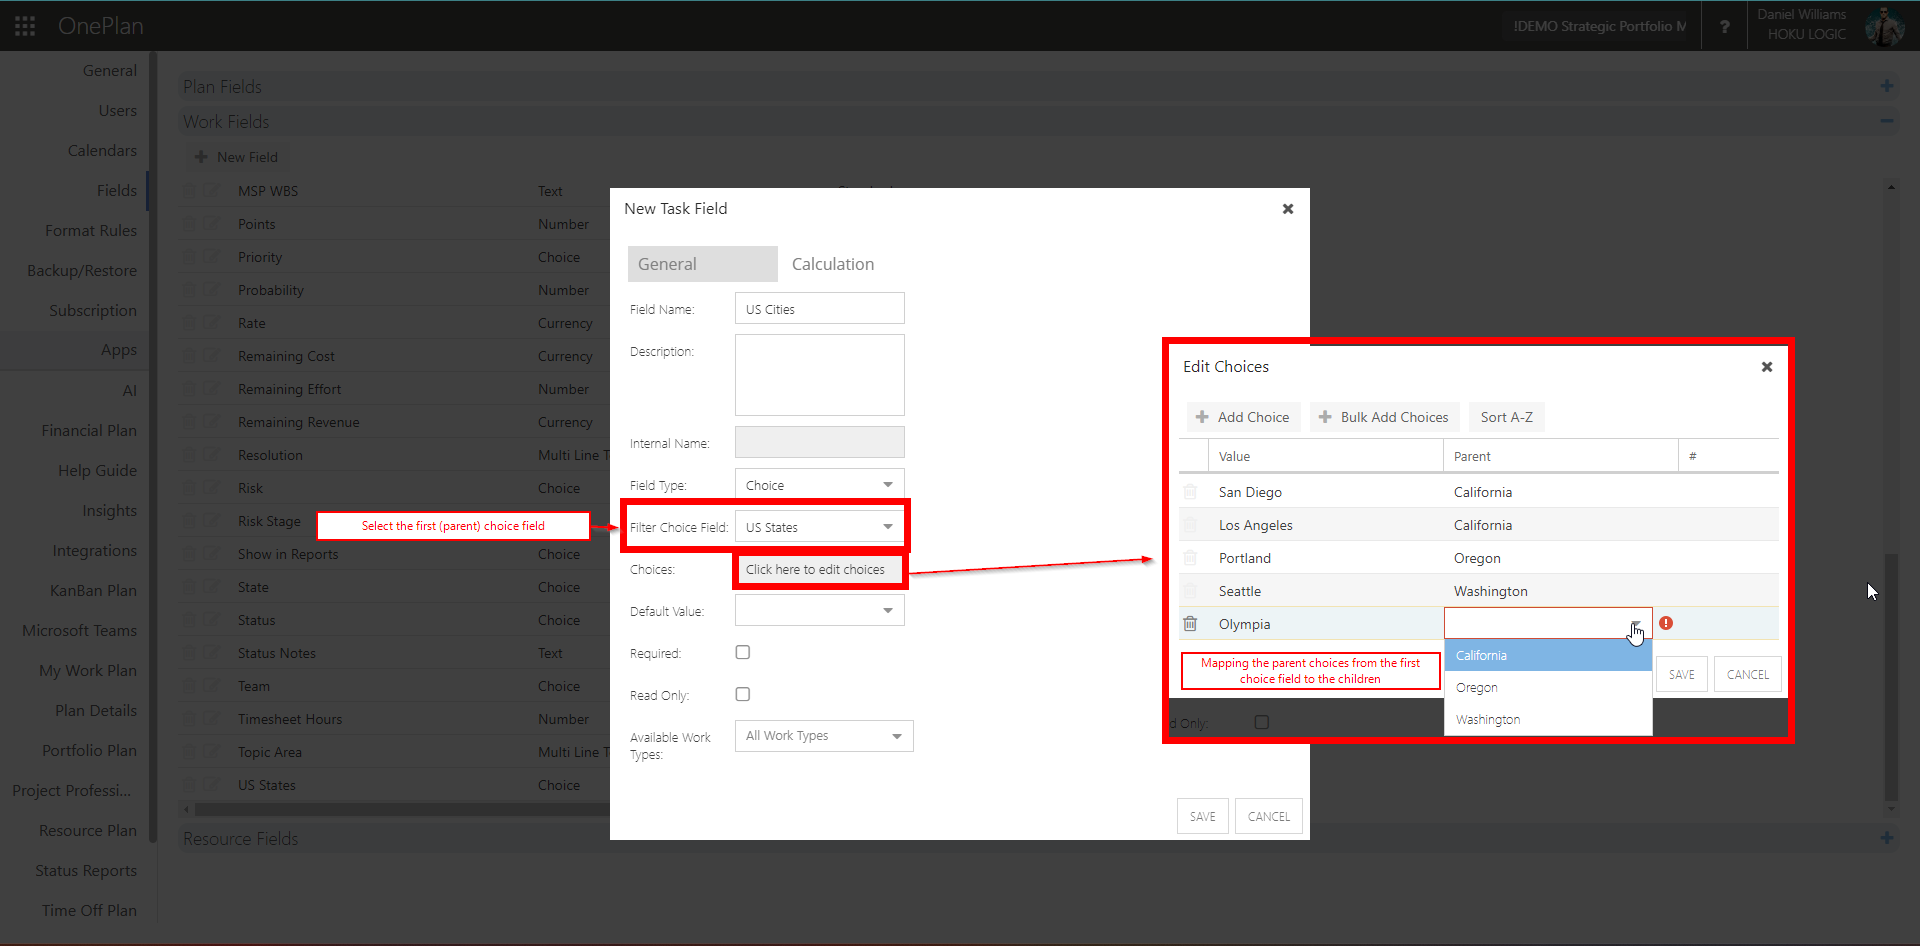 OnePlan
!DEMO Strategic Portfolio M
?
Daniel Williams
HOKU LOGIC
General
Users
Calendars
Fields
Format Rules
Backup/Restore
Subscription
Apps
AI
Financial Plan
Help Guide
Insights
Integrations
KanBan Plan
Microsoft Teams
My Work Plan
Plan Details
Portfolio Plan
Project Professi...
Resource Plan
Status Reports
Time Off Plan
Plan Fields
Work Fields
New Field
MSP WBS Text
Points Number
Priority Choice
Probability Number
Rate Currency
Remaining Cost Currency
Remaining Effort Number
Remaining Revenue Currency
Resolution Multi Line T
Risk Choice
Risk Stage
Show in Reports Choice
State Choice
Status Choice
Status Notes Text
Team Choice
Timesheet Hours Number
Topic Area Multi Line T
US States Choice
Resource Fields
Select the first (parent) choice field
New Task Field
General Calculation
Field Name: US Cities
Description:
Internal Name:
Field Type: Choice
Filter Choice Field: US States
Choices: Click here to edit choices
Default Value:
Required:
Read Only:
Available Work All Work Types
Types:
SAVE CANCEL
Edit Choices
Add Choice Bulk Add Choices Sort A-Z
Value Parent #
San Diego California
Los Angeles California
Portland Oregon
Seattle Washington
Olympia
California
Oregon
Washington
Mapping the parent choices from the first
choice field to the children
SAVE CANCEL
d Only: